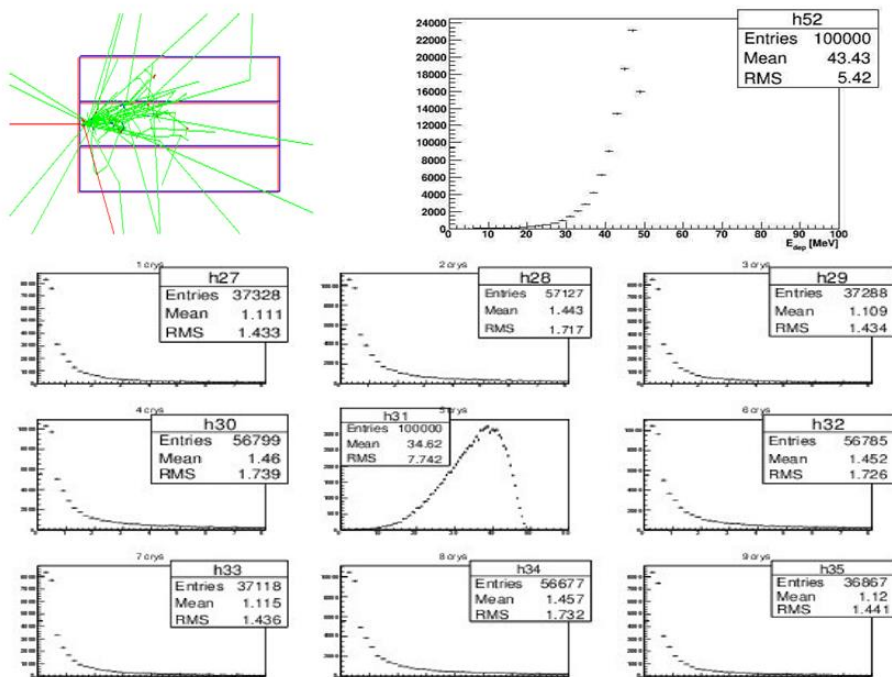 h52
Entries 100000
Mean 43.43
RMS 5.42
24000
22000
20000
18000
16000
14000
12000
10000
8000
6000
4000
2000
0
0 10 20 30 40 50 60 70 80 90 100
E_dep [MeV]
1 crys
h27
Entries 37328
Mean 1.111
RMS 1.433
2 crys
h28
Entries 57127
Mean 1.443
RMS 1.717
3 crys
h29
Entries 37288
Mean 1.109
RMS 1.434
4 crys
h30
Entries 56799
Mean 1.46
RMS 1.739
5 crys
h31
Entries 100000
Mean 34.62
RMS 7.742
6 crys
h32
Entries 56785
Mean 1.452
RMS 1.726
7 crys
h33
Entries 37118
Mean 1.115
RMS 1.436
8 crys
h34
Entries 56677
Mean 1.457
RMS 1.732
9 crys
h35
Entries 36867
Mean 1.12
RMS 1.441